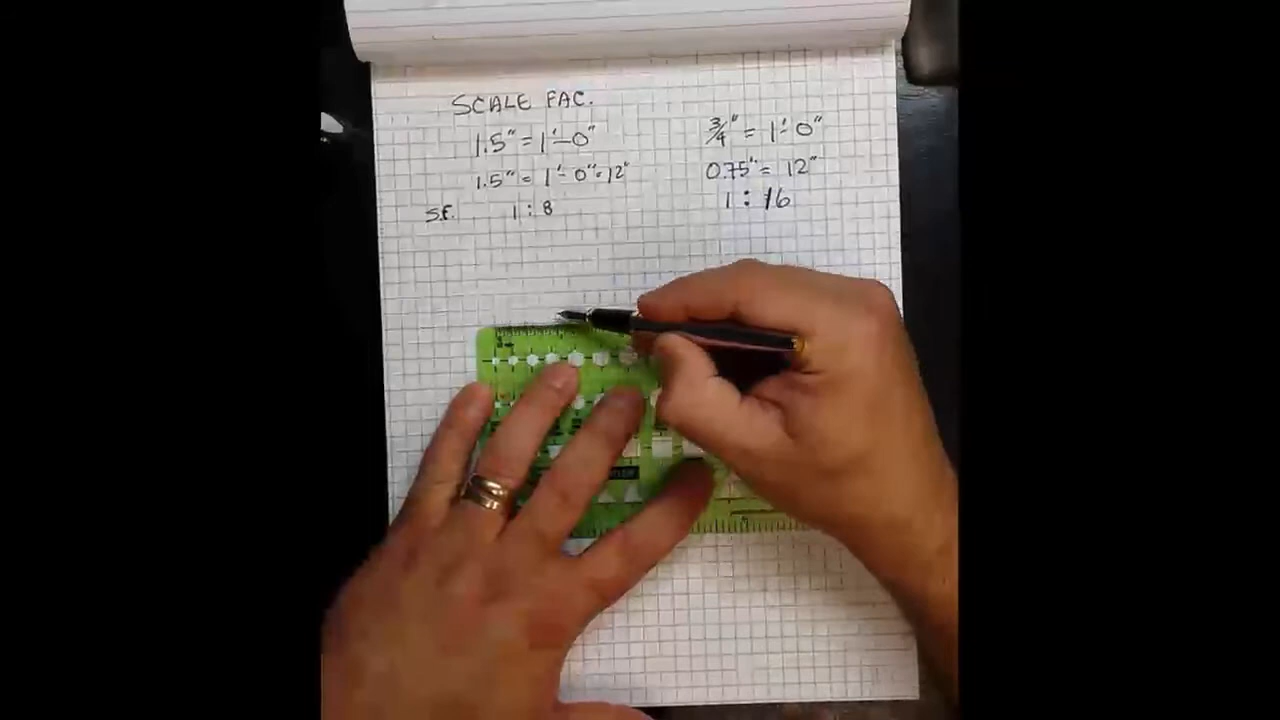 SCALE FAC.
1.5" = 1'-0"
1.5" = 1'-0"=12"
S.F. 1 : 8
3/4" = 1'-0"
0.75" = 12"
1 : 16